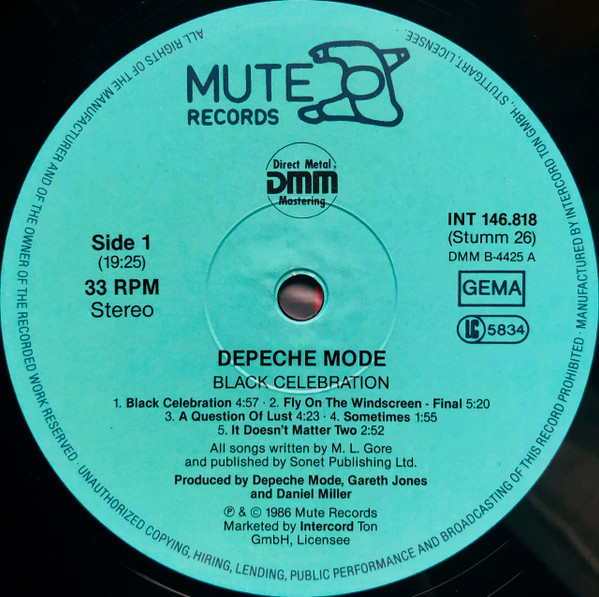 MUTE
RECORDS
Direct Metal
DMM
Mastering
Side 1
(19:25)
33 RPM
Stereo
INT 146.818
(Stumm 26)
DMM B-4425 A
GEMA
LC 5834
DEPECHE MODE
BLACK CELEBRATION
1. Black Celebration 4:57 · 2. Fly On The Windscreen - Final 5:20
3. A Question Of Lust 4:23 · 4. Sometimes 1:55
5. It Doesn't Matter Two 2:52
All songs written by M. L. Gore
and published by Sonet Publishing Ltd.
Produced by Depeche Mode, Gareth Jones
and Daniel Miller
℗ & © 1986 Mute Records
Marketed by Intercord Ton
GmbH, Licensee
ALL RIGHTS OF THE MANUFACTURER AND OF THE OWNER OF THE RECORDED WORK RESERVED · UNAUTHORIZED COPYING, HIRING, LENDING, PUBLIC PERFORMANCE AND BROADCASTING OF THIS RECORD PROHIBITED · MANUFACTURED BY INTERCORD TON GMBH, STUTTGART, LICENSEE.